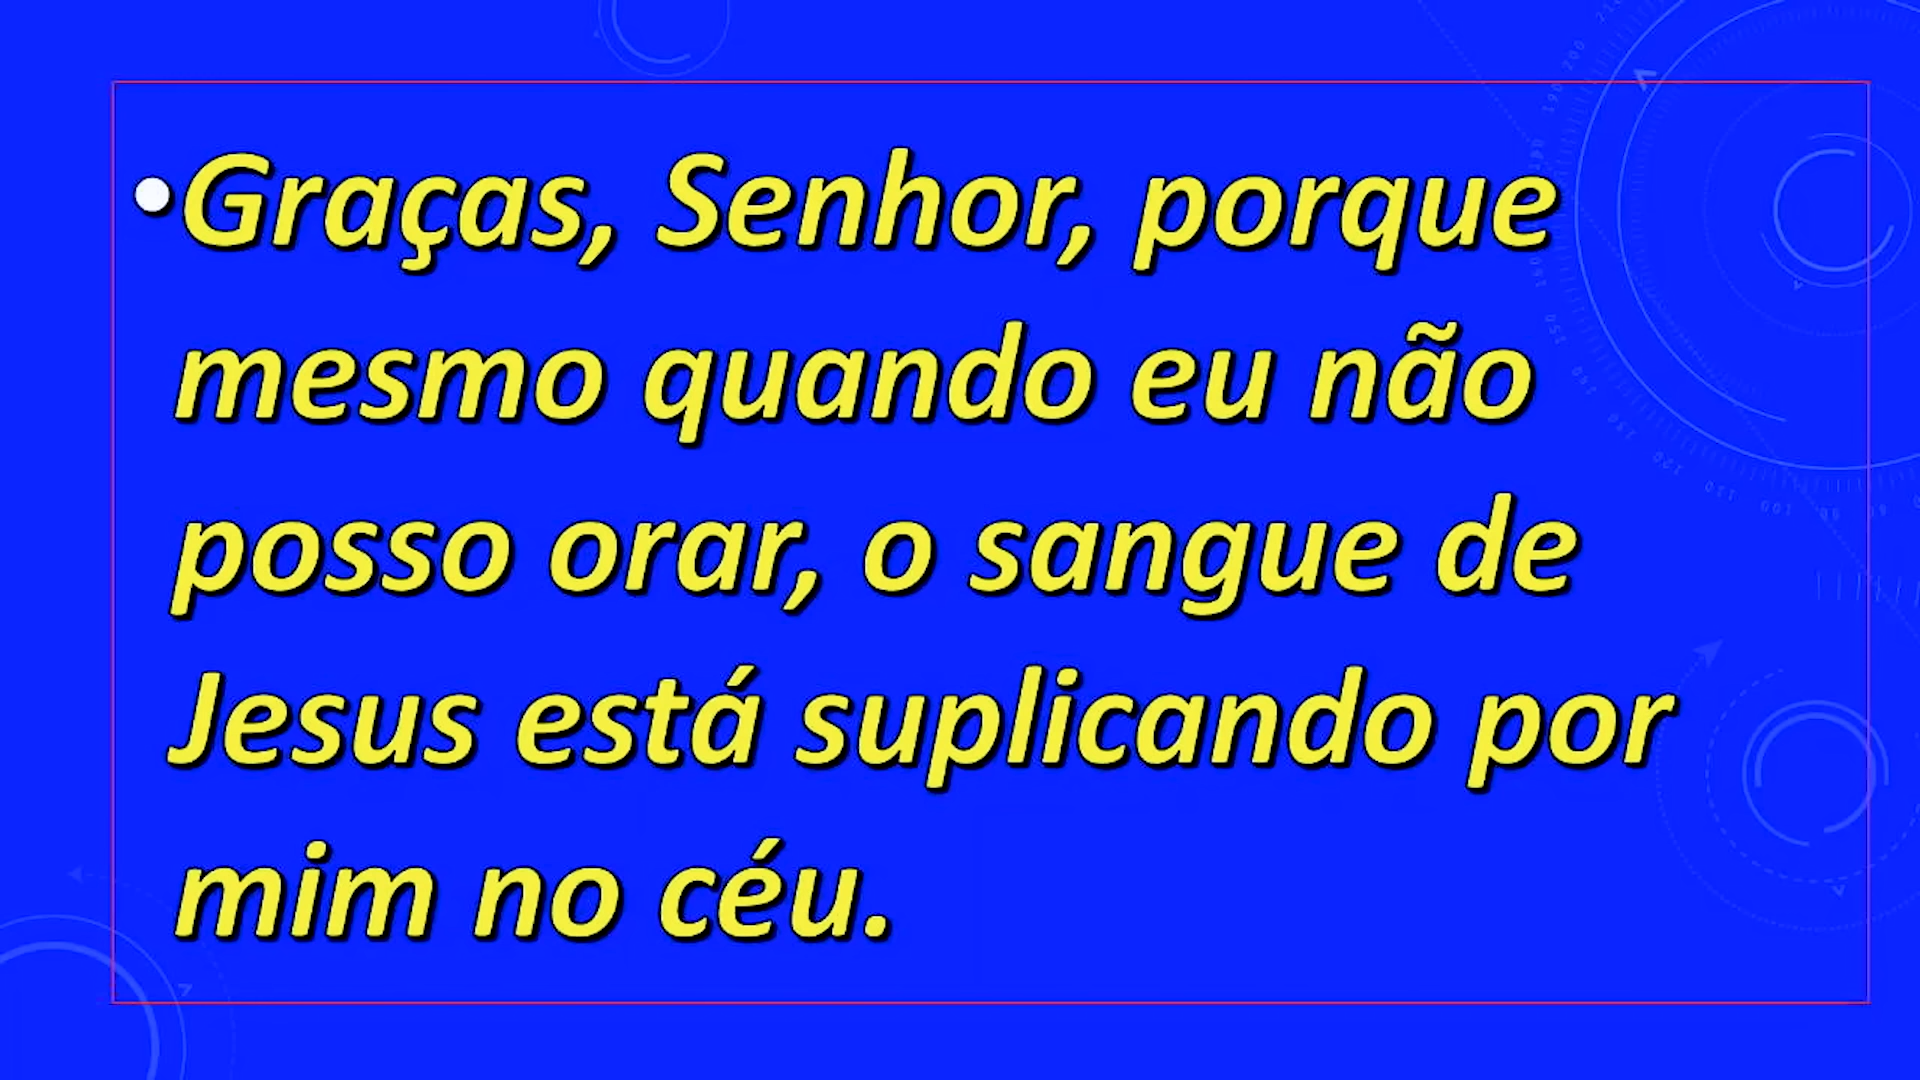 •Graças, Senhor, porque
mesmo quando eu não
posso orar, o sangue de
Jesus está suplicando por
mim no céu.